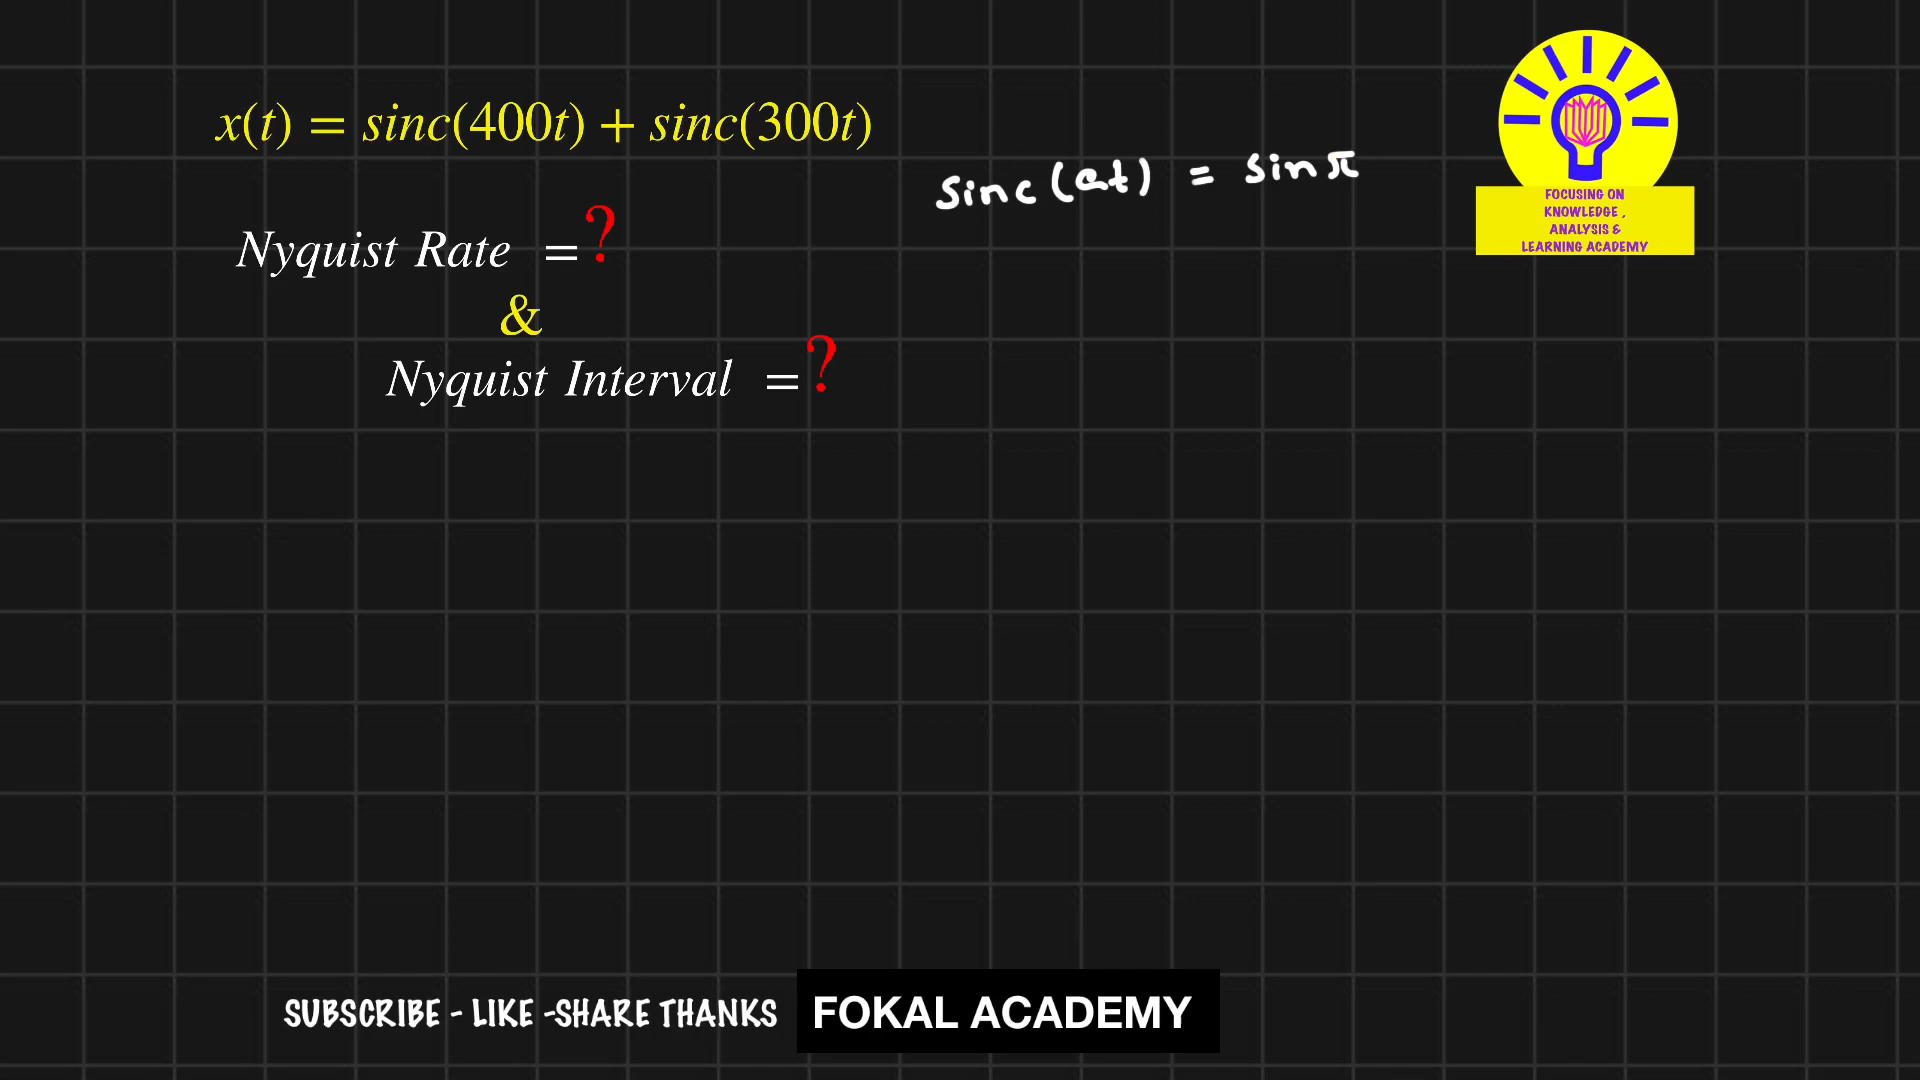 x(t) = sinc(400t) + sinc(300t)
sinc(at) = sinπ
Nyquist Rate =?
&
Nyquist Interval =?
FOCUSING ON
KNOWLEDGE ,
ANALYSIS &
LEARNING ACADEMY
SUBSCRIBE - LIKE -SHARE THANKS
FOKAL ACADEMY